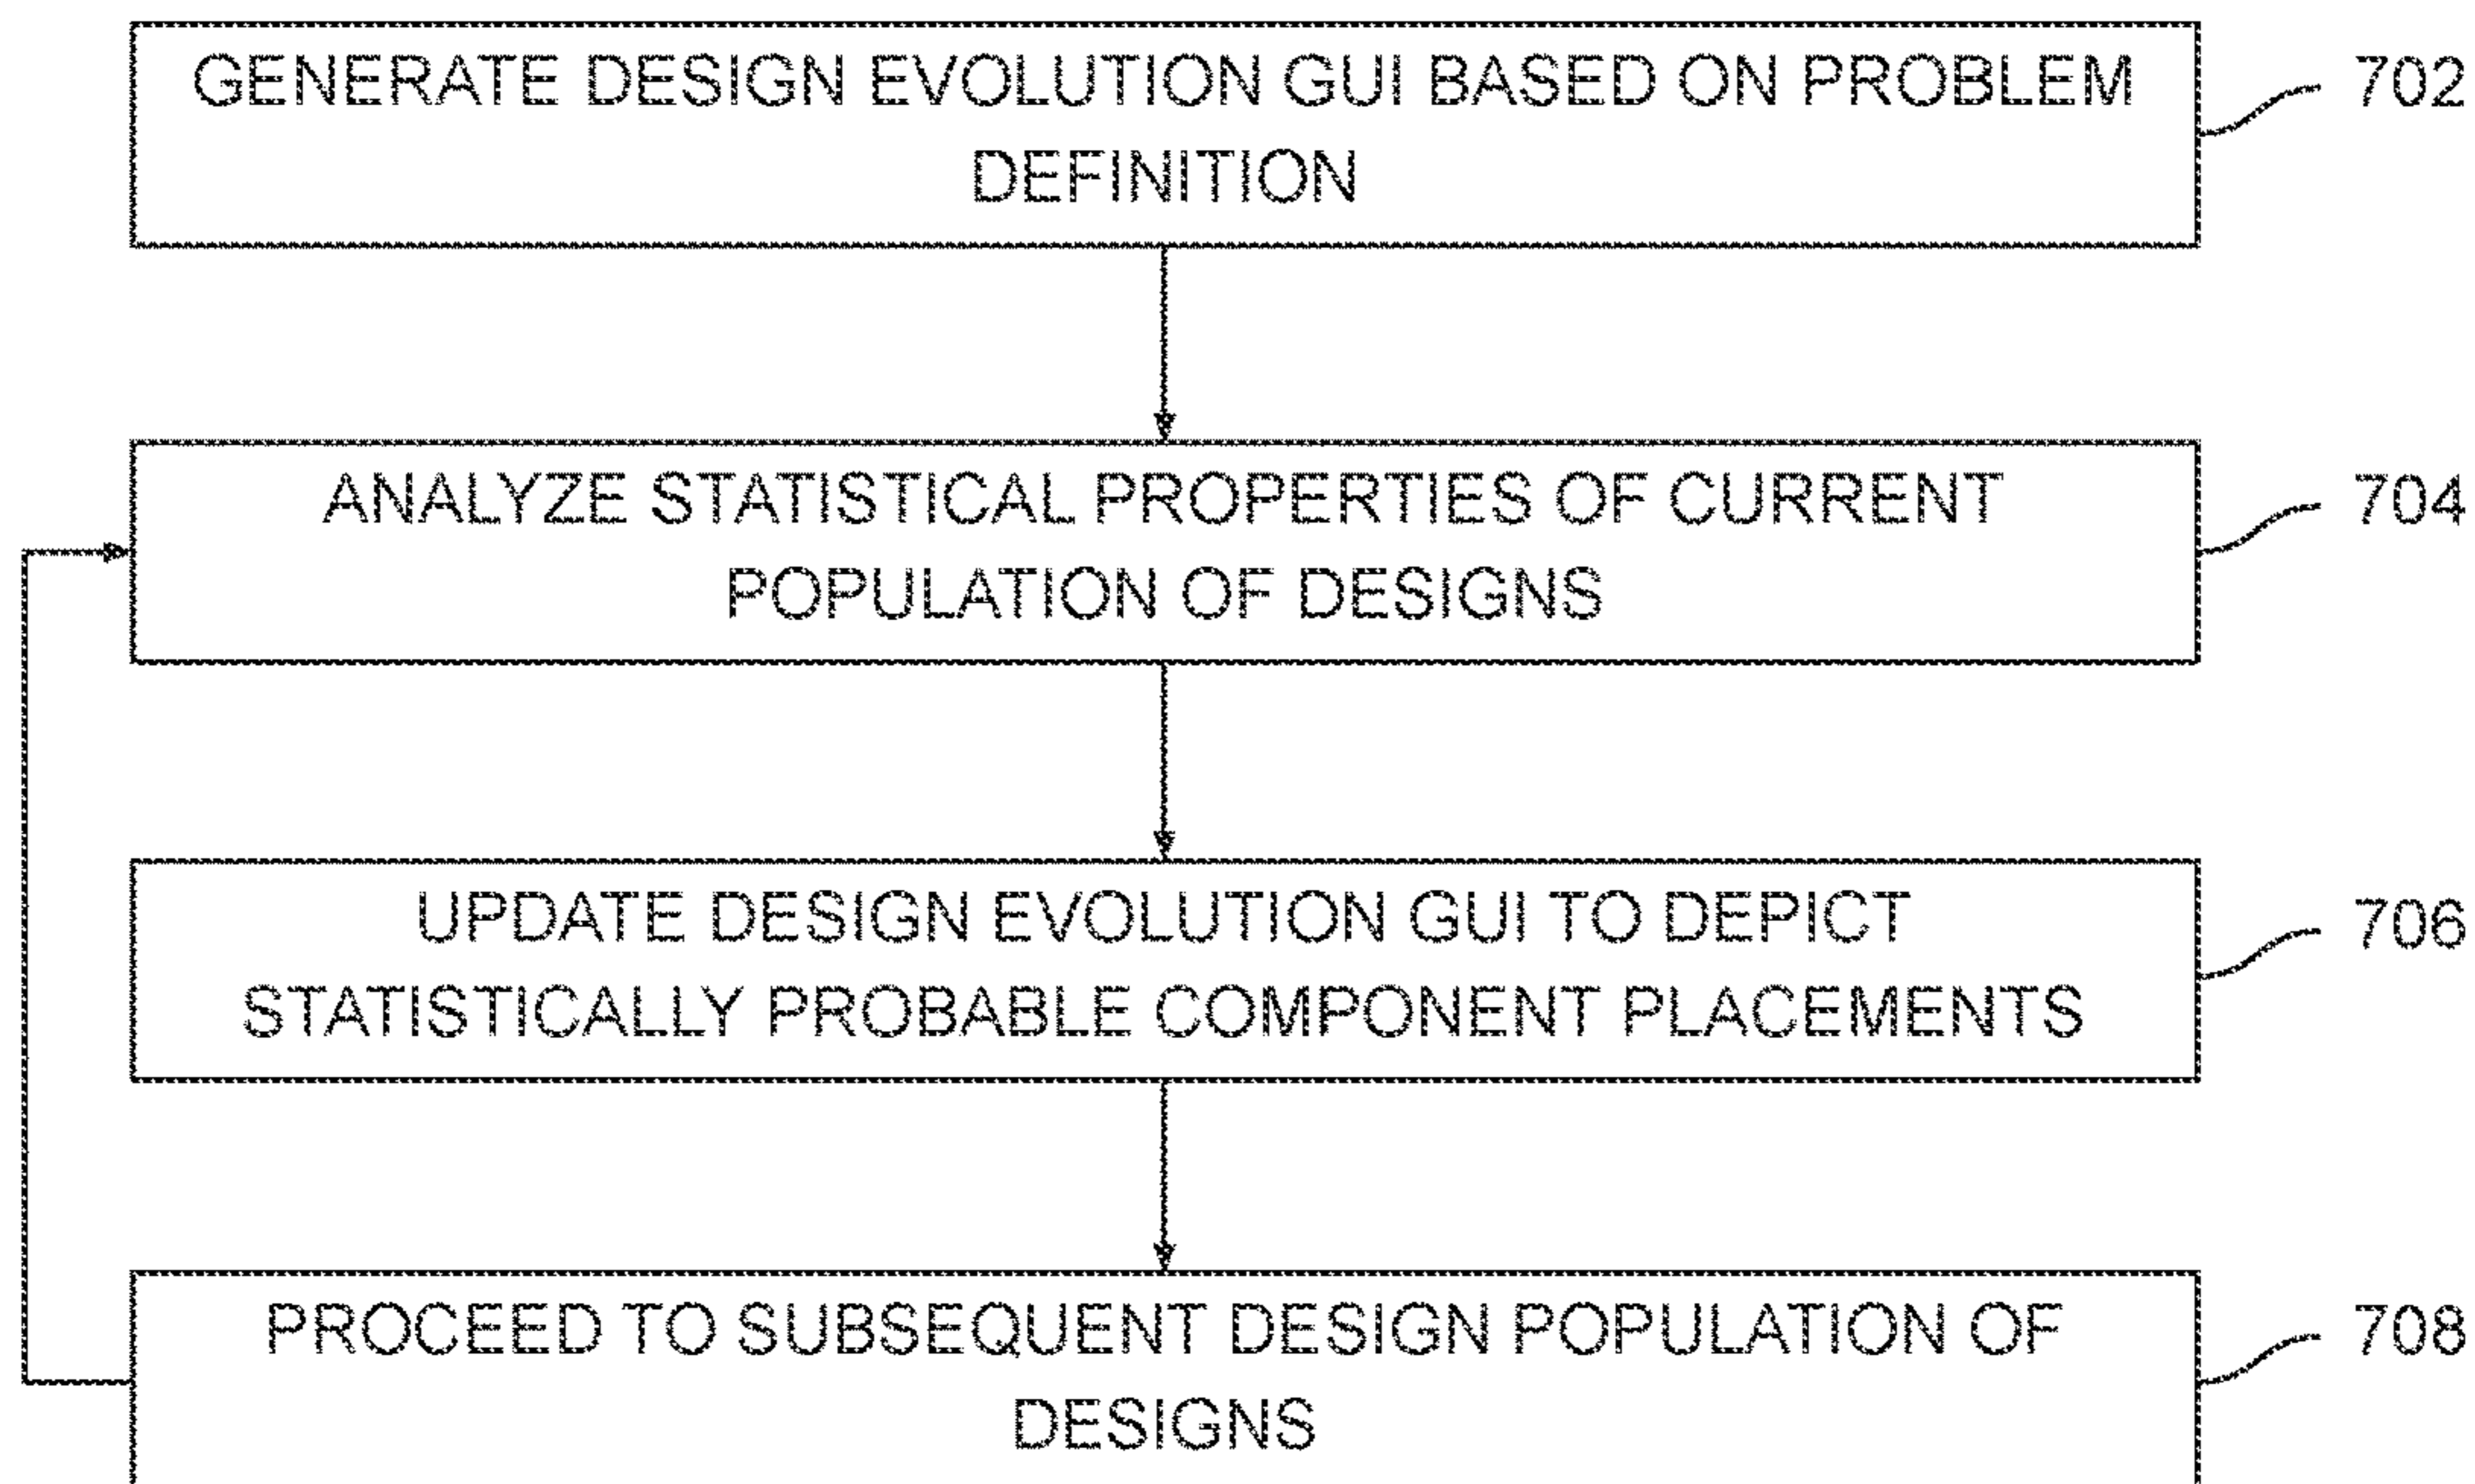 GENERATE DESIGN EVOLUTION GUI BASED ON PROBLEM
DEFINITION
702
ANALYZE STATISTICAL PROPERTIES OF CURRENT
POPULATION OF DESIGNS
704
UPDATE DESIGN EVOLUTION GUI TO DEPICT
STATISTICALLY PROBABLE COMPONENT PLACEMENTS
706
PROCEED TO SUBSEQUENT DESIGN POPULATION OF
DESIGNS
708